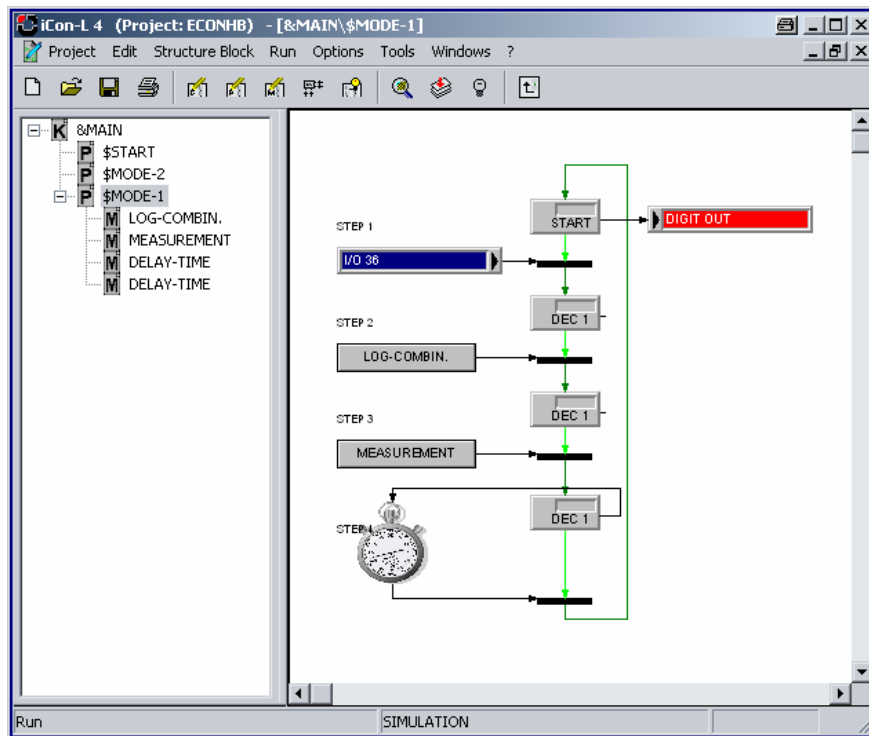 iCon-L 4 (Project: ECONHB) - [&MAIN\$MODE-1]
Project Edit Structure Block Run Options Tools Windows ?
K &MAIN
P $START
P $MODE-2
P $MODE-1
M LOG-COMBIN.
M MEASUREMENT
M DELAY-TIME
M DELAY-TIME
START
DIGIT OUT
STEP 1
I/O 36
DEC 1
STEP 2
LOG-COMBIN.
DEC 1
STEP 3
MEASUREMENT
DEC 1
STEP 4
Run SIMULATION